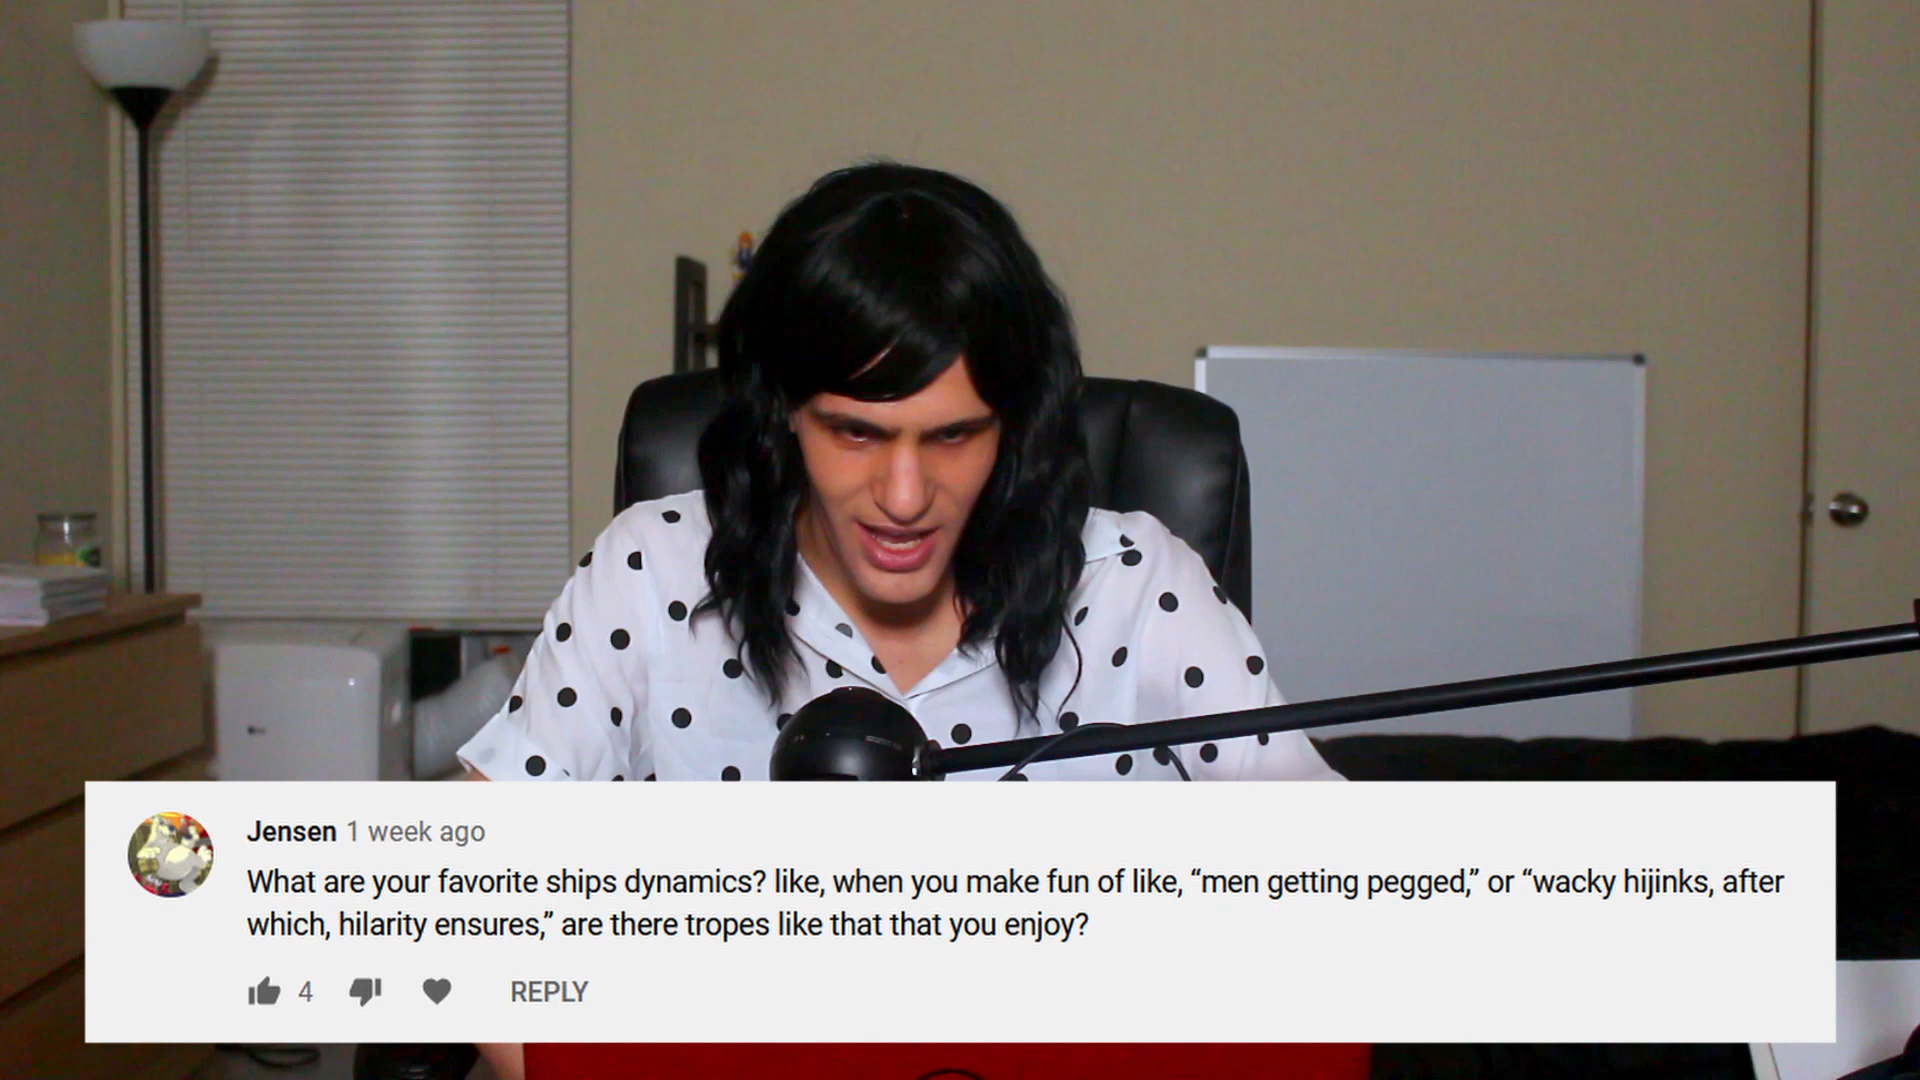 Jensen 1 week ago
What are your favorite ships dynamics? like, when you make fun of like, “men getting pegged,” or “wacky hijinks, after
which, hilarity ensures,” are there tropes like that that you enjoy?
4 REPLY